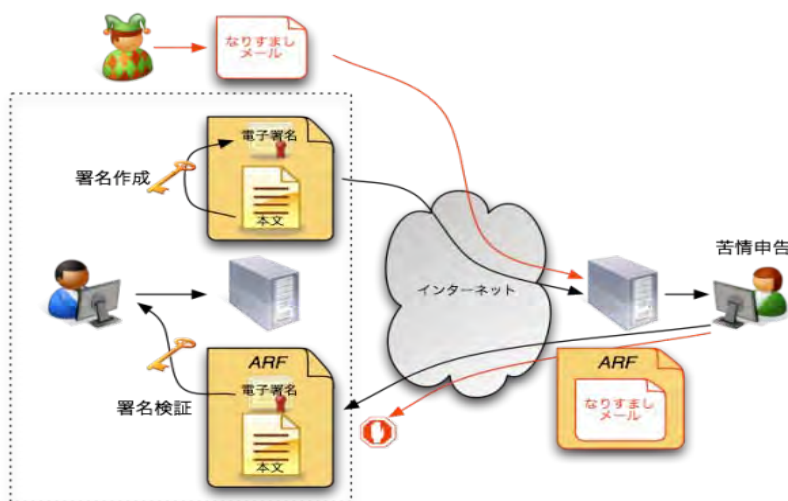 なりすまし
メール
電子署名
署名作成
本文
苦情申告
インターネット
ARF
電子署名
署名検証
本文
ARF
なりすまし
メール